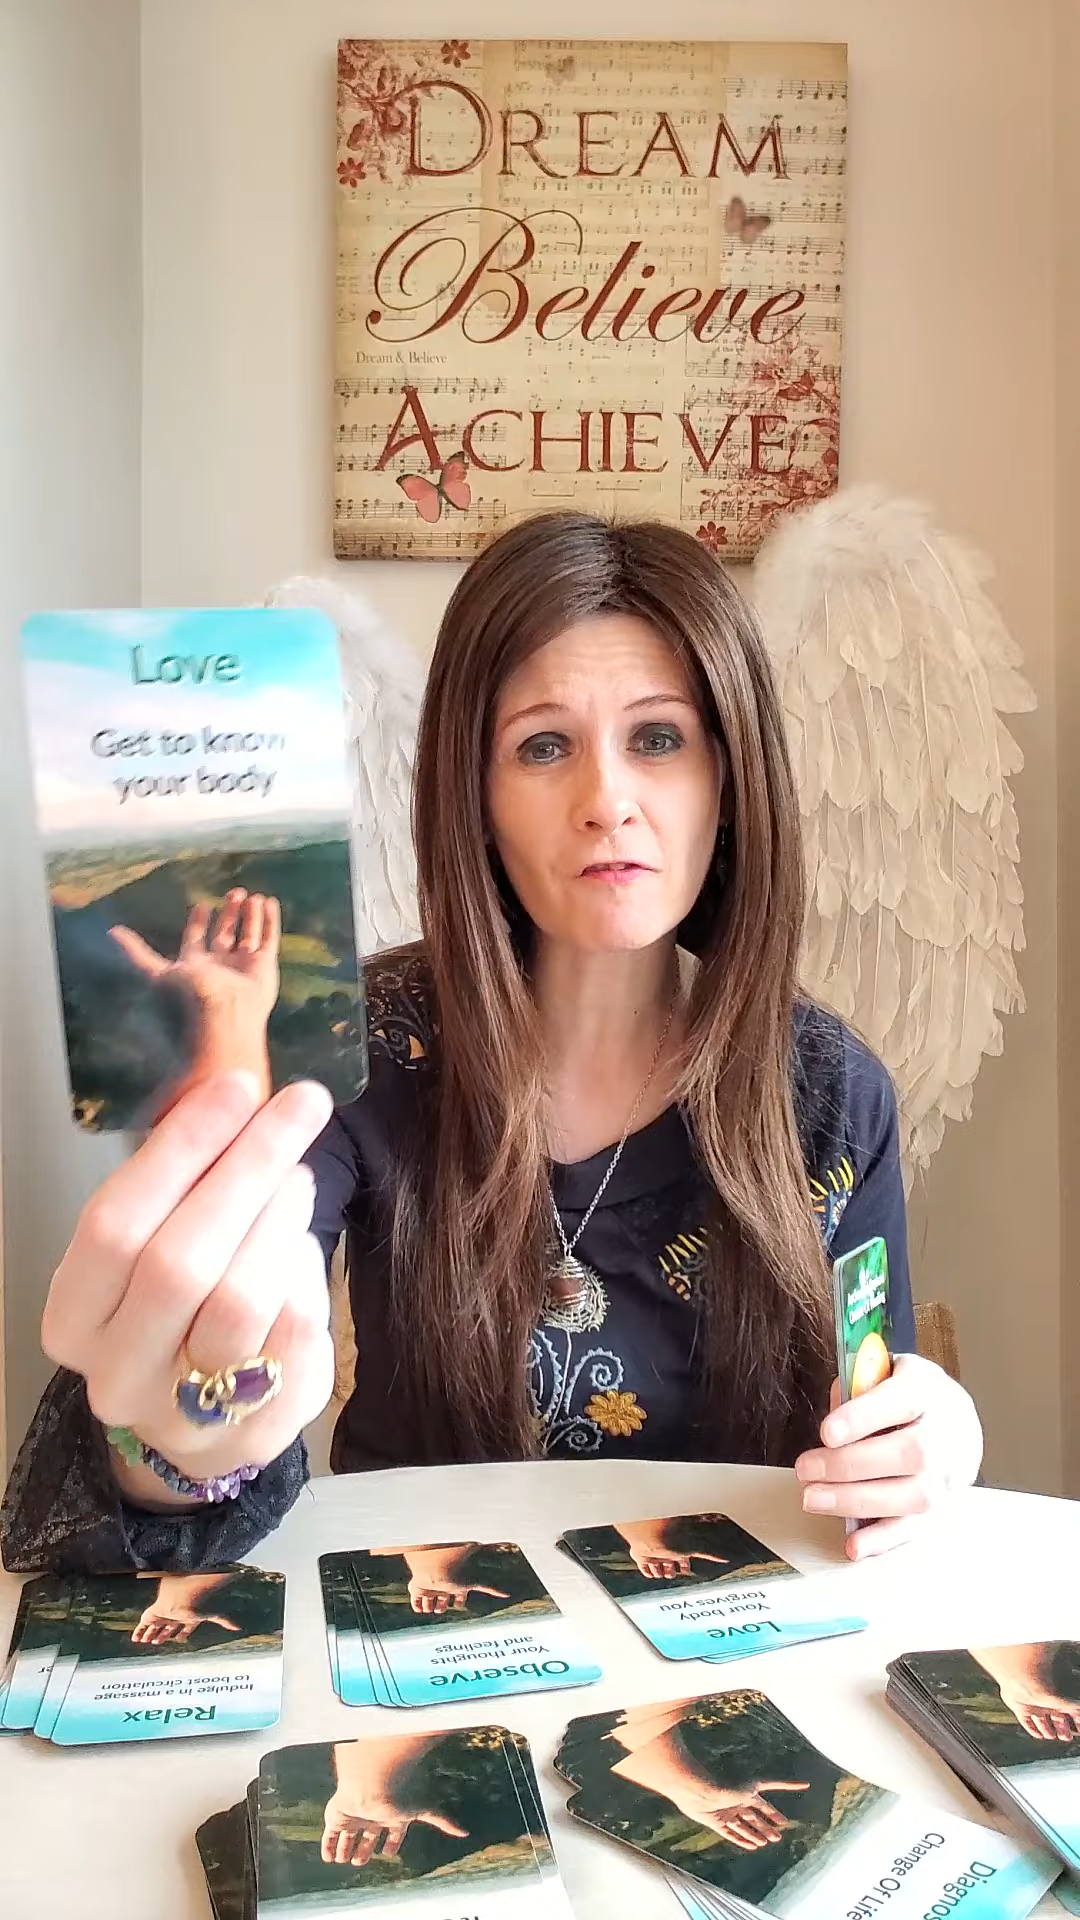 DREAM
Believe
Dream & Believe
ACHIEVE
Love
Get to know
your body
Relax
Indulge in a massage
to boost circulation
Observe
Your thoughts
and feelings
Love
Your body
forgives you
Change Of Life